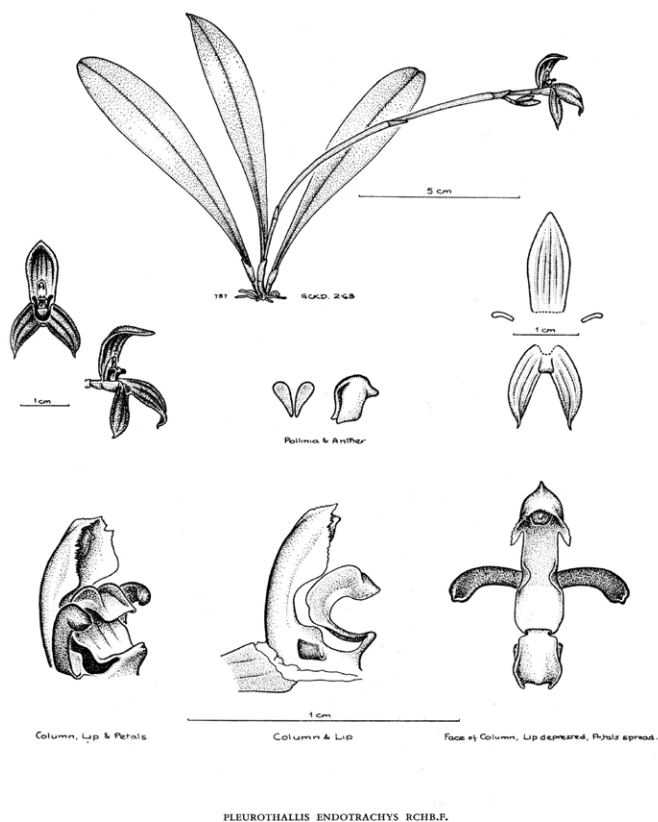 5 cm
787 GCKD. 2·63
1 cm
1 cm
Pollinia & Anther
1 cm
Column, Lip & Petals
Column & Lip
Face of Column, Lip depressed, Petals spread.
PLEUROTHALLIS ENDOTRACHYS RCHB.F.